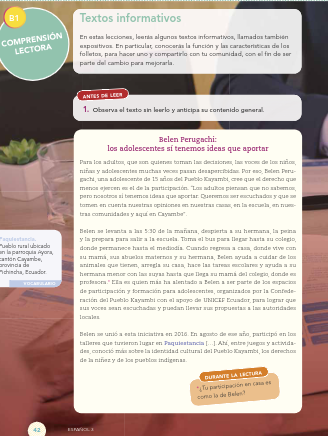 B1
COMPRENSIÓN
LECTORA
Textos informativos
En estas lecciones, leerás algunos textos informativos, llamados también
expositivos. En particular, conocerás la función y las características de los
folletos, para hacer uno y compartirlo con tu comunidad, con el fin de ser
parte del cambio para mejorarla.
ANTES DE LEER
1. Observa el texto sin leerlo y anticipa su contenido general.
Belen Perugachi:
los adolescentes sí tenemos ideas que aportar
Para los adultos, que son quienes toman las decisiones, las voces de los niños,
niñas y adolescentes muchas veces pasan desapercibidas. Por eso, Belen Peru-
gachi, una adolescente de 15 años del Pueblo Kayambi, cree que el derecho que
menos ejercen es el de la participación. "Los adultos piensan que no sabemos,
pero nosotros sí tenemos ideas que aportar. Queremos ser escuchados y que se
tomen en cuenta nuestras opiniones en nuestras casas, en la escuela, en nues-
tras comunidades y aquí en Cayambe".
Belen se levanta a las 5:30 de la mañana, despierta a su hermana, la peina
y la prepara para salir a la escuela. Toma el bus para llegar hasta su colegio,
donde permanece hasta el mediodía. Cuando regresa a casa, donde vive con
su mamá, sus abuelos maternos y su hermana, Belen ayuda a cuidar de los
animales que tienen, arregla su casa, hace las tareas escolares y ayuda a su
hermana menor con las suyas hasta que llega su mamá del colegio, donde es
profesora." Ella es quien más ha alentado a Belen a ser parte de los espacios
de participación y formación para adolescentes, organizados por la Confede-
ración del Pueblo Kayambi con el apoyo de UNICEF Ecuador, para lograr que
sus voces sean escuchadas y puedan llevar sus propuestas a las autoridades
locales.
Belen se unió a esta iniciativa en 2018. En agosto de ese año, participó en los
talleres que tuvieron lugar en Paquiestancia [...]. Ahí, entre juegos y activida-
des, conoció más sobre la identidad cultural del Pueblo Kayambi, los derechos
de la niñez y de los pueblos indígenas.
Paquiestancia.
Pueblo rural ubicado
en la parroquia Ayora,
cantón Cayambe,
provincia de
Pichincha, Ecuador.
VOCABULARIO
DURANTE LA LECTURA
"¿Tu participación en casa es
como la de Belen?
42
ESPAÑOL 3